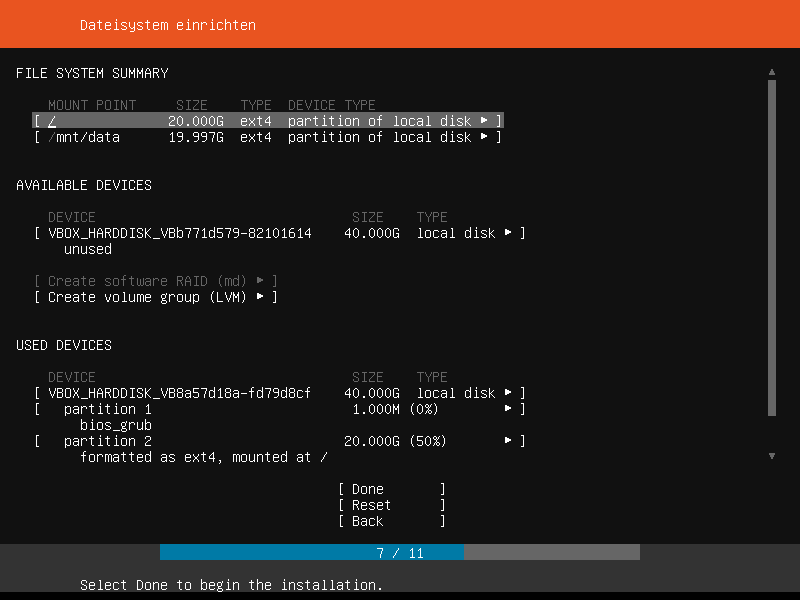 Dateisystem einrichten
FILE SYSTEM SUMMARY
MOUNT POINT SIZE TYPE DEVICE TYPE
[ / 20.000G ext4 partition of local disk ▸ ]
[ /mnt/data 19.997G ext4 partition of local disk ▸ ]
AVAILABLE DEVICES
DEVICE SIZE TYPE
[ VBOX_HARDDISK_VBb771d579-82101614 40.000G local disk ▸ ]
unused
[ Create software RAID (md) ▸ ]
[ Create volume group (LVM) ▸ ]
USED DEVICES
DEVICE SIZE TYPE
[ VBOX_HARDDISK_VB8a57d18a-fd79d8cf 40.000G local disk ▸ ]
[ partition 1 1.000M (0%) ▸ ]
bios_grub
[ partition 2 20.000G (50%) ▸ ]
formatted as ext4, mounted at /
[ Done ]
[ Reset ]
[ Back ]
7 / 11
Select Done to begin the installation.